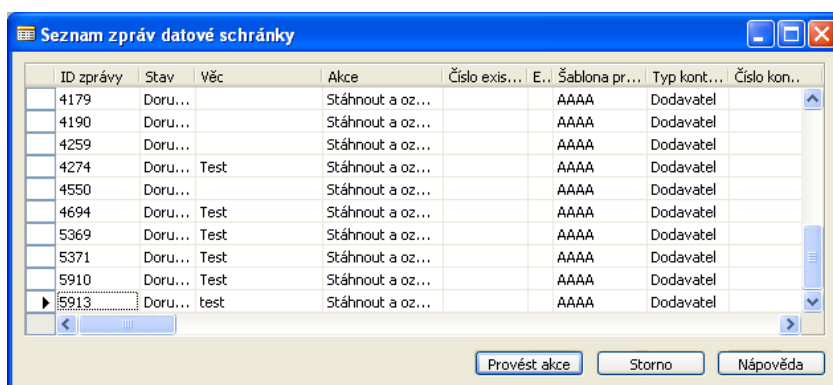 Seznam zpráv datové schránky
ID zprávy Stav Věc Akce Číslo exis... E.. Šablona pr... Typ kont... Číslo kon..
4179 Doru... Stáhnout a oz... AAAA Dodavatel
4190 Doru... Stáhnout a oz... AAAA Dodavatel
4259 Doru... Stáhnout a oz... AAAA Dodavatel
4274 Doru... Test Stáhnout a oz... AAAA Dodavatel
4550 Doru... Stáhnout a oz... AAAA Dodavatel
4694 Doru... Test Stáhnout a oz... AAAA Dodavatel
5369 Doru... Test Stáhnout a oz... AAAA Dodavatel
5371 Doru... Test Stáhnout a oz... AAAA Dodavatel
5910 Doru... Test Stáhnout a oz... AAAA Dodavatel
5913 Doru... test Stáhnout a oz... AAAA Dodavatel
Provést akce Storno Nápověda